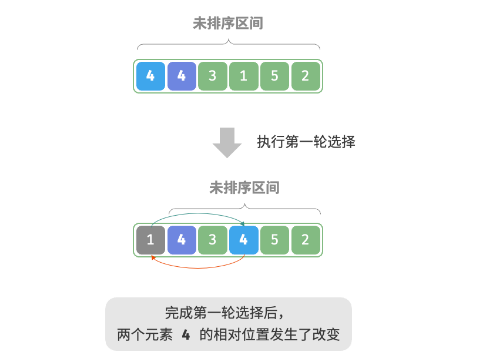 未排序区间
4 4 3 1 5 2
执行第一轮选择
未排序区间
1 4 3 4 5 2
完成第一轮选择后，
两个元素 4 的相对位置发生了改变